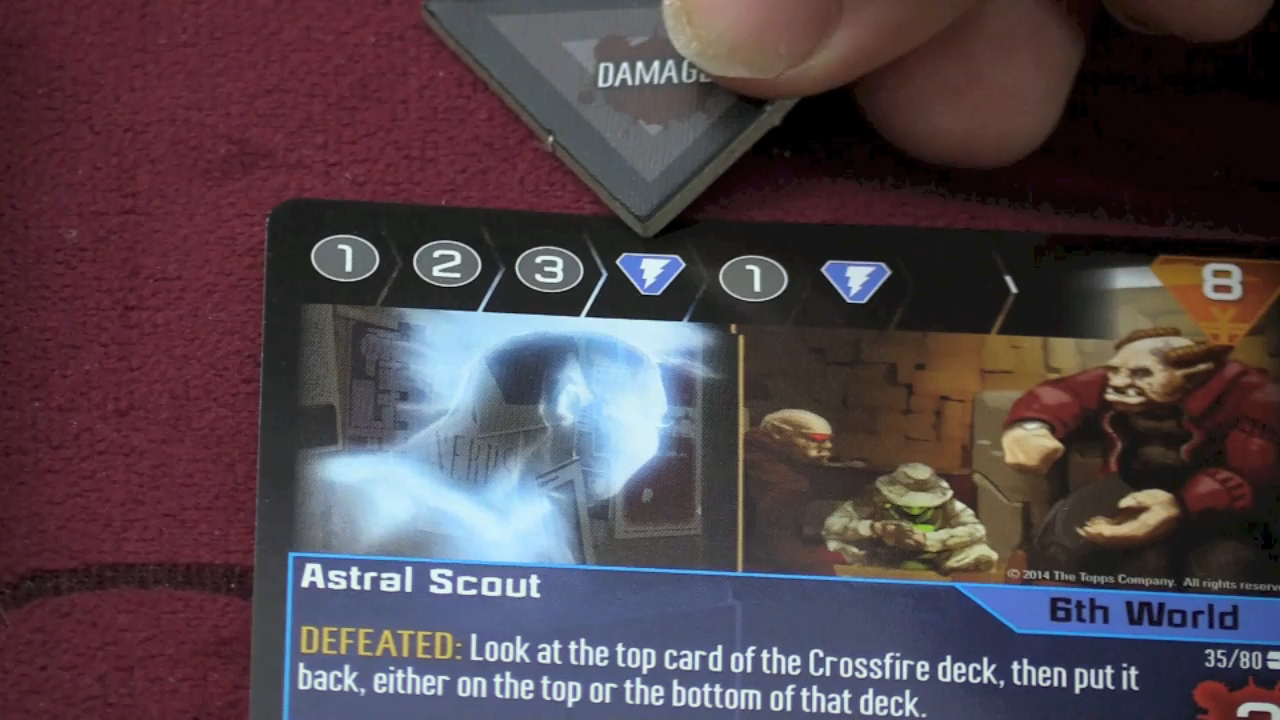 DAMAGE
1 2 3 1 8
VERUS
© 2014 The Topps Company. All rights
Astral Scout
6th World
35/80
DEFEATED: Look at the top card of the Crossfire deck, then put it
back, either on the top or the bottom of that deck.